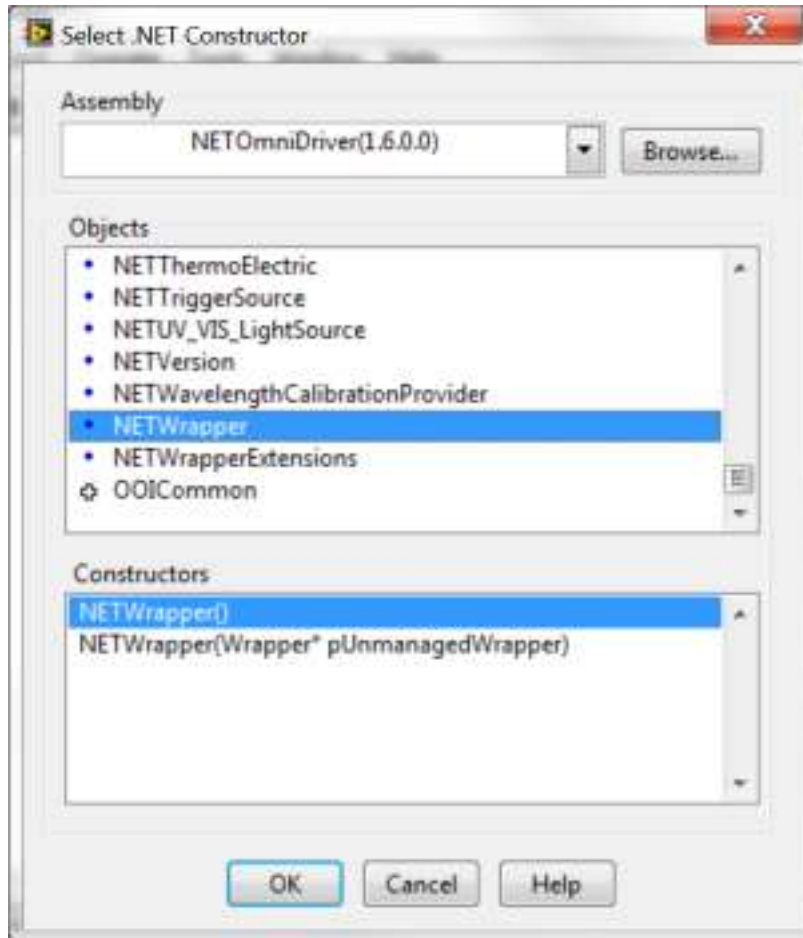 Select .NET Constructor
Assembly
NETOmniDriver(1.6.0.0)
Browse...
Objects
NETThermoElectric
NETTriggerSource
NETUV_VIS_LightSource
NETVersion
NETWavelengthCalibrationProvider
NETWrapper
NETWrapperExtensions
OOICommon
Constructors
NETWrapper()
NETWrapper(Wrapper* pUnmanagedWrapper)
OK Cancel Help